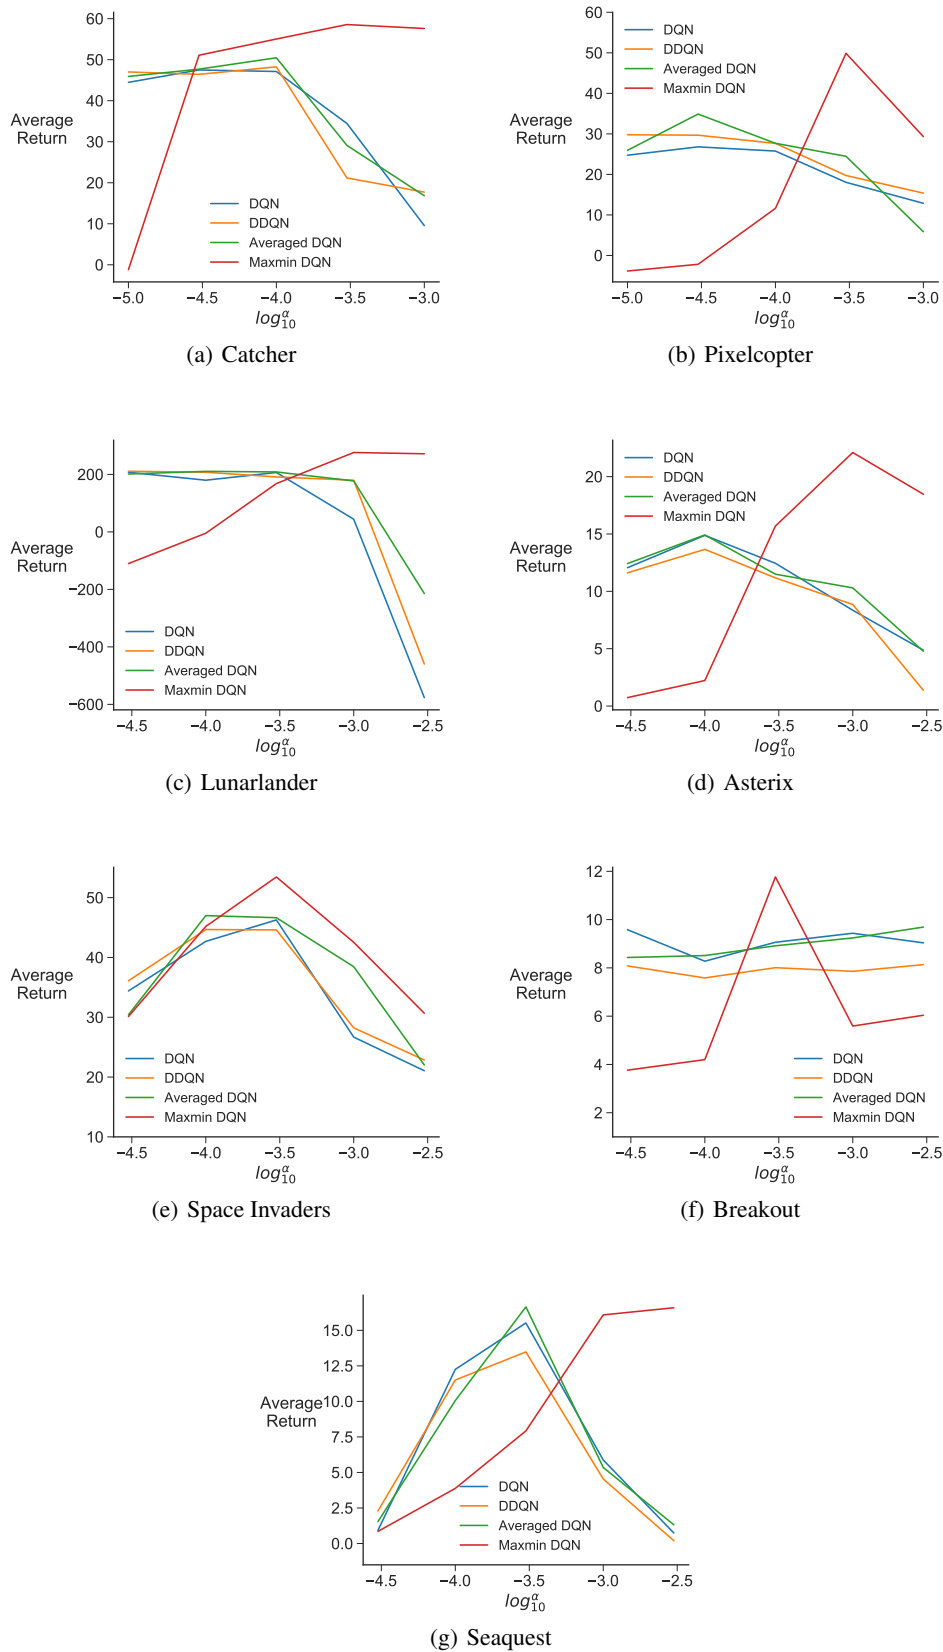 60
50
40
30
20
10
0
Average
Return
DQN
DDQN
Averaged DQN
Maxmin DQN
−5.0 −4.5 −4.0 −3.5 −3.0
log₁₀^α
(a) Catcher
60
50
40
30
20
10
0
Average
Return
DQN
DDQN
Averaged DQN
Maxmin DQN
−5.0 −4.5 −4.0 −3.5 −3.0
log₁₀^α
(b) Pixelcopter
200
0
−200
−400
−600
Average
Return
DQN
DDQN
Averaged DQN
Maxmin DQN
−4.5 −4.0 −3.5 −3.0 −2.5
log₁₀^α
(c) Lunarlander
20
15
10
5
0
Average
Return
DQN
DDQN
Averaged DQN
Maxmin DQN
−4.5 −4.0 −3.5 −3.0 −2.5
log₁₀^α
(d) Asterix
50
40
30
20
10
Average
Return
DQN
DDQN
Averaged DQN
Maxmin DQN
−4.5 −4.0 −3.5 −3.0 −2.5
log₁₀^α
(e) Space Invaders
12
10
8
6
4
2
Average
Return
DQN
DDQN
Averaged DQN
Maxmin DQN
−4.5 −4.0 −3.5 −3.0 −2.5
log₁₀^α
(f) Breakout
15.0
12.5
10.0
7.5
5.0
2.5
0.0
Average
Return
DQN
DDQN
Averaged DQN
Maxmin DQN
−4.5 −4.0 −3.5 −3.0 −2.5
log₁₀^α
(g) Seaquest